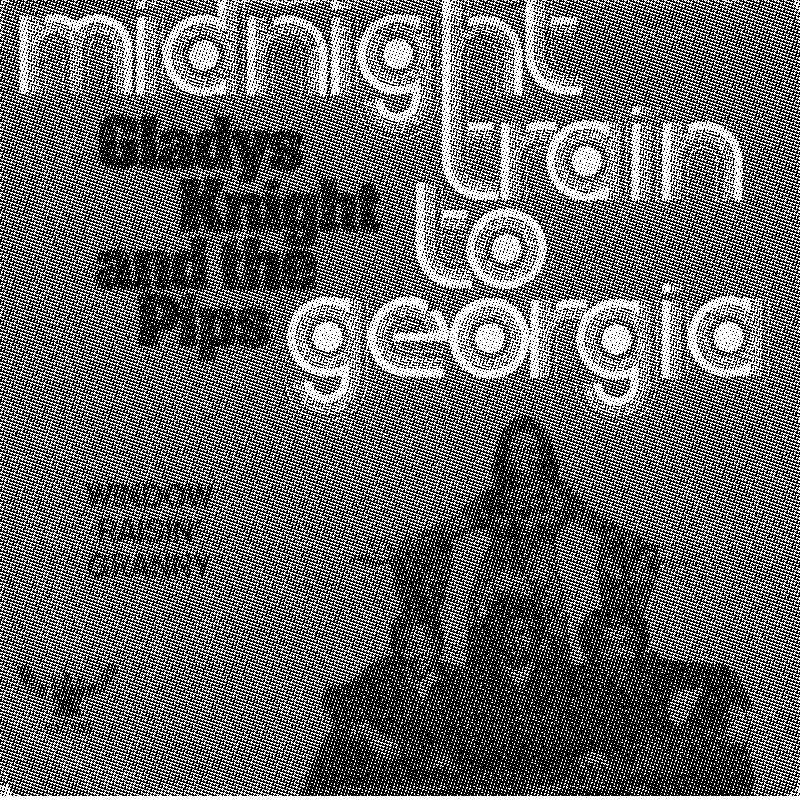 midnight
train
to
georgia
Gladys
Knight
and the
Pips